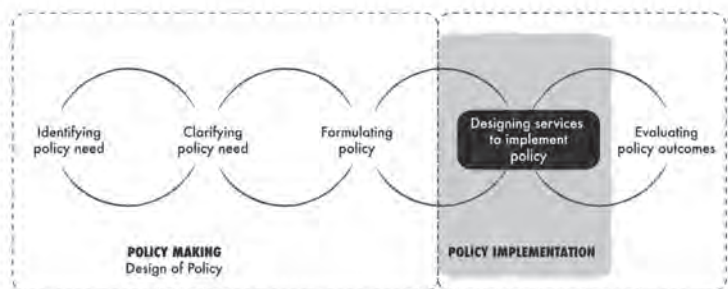 Identifying
policy need
Clarifying
policy need
Formulating
policy
Designing services
to implement
policy
Evaluating
policy outcomes
POLICY MAKING
Design of Policy
POLICY IMPLEMENTATION